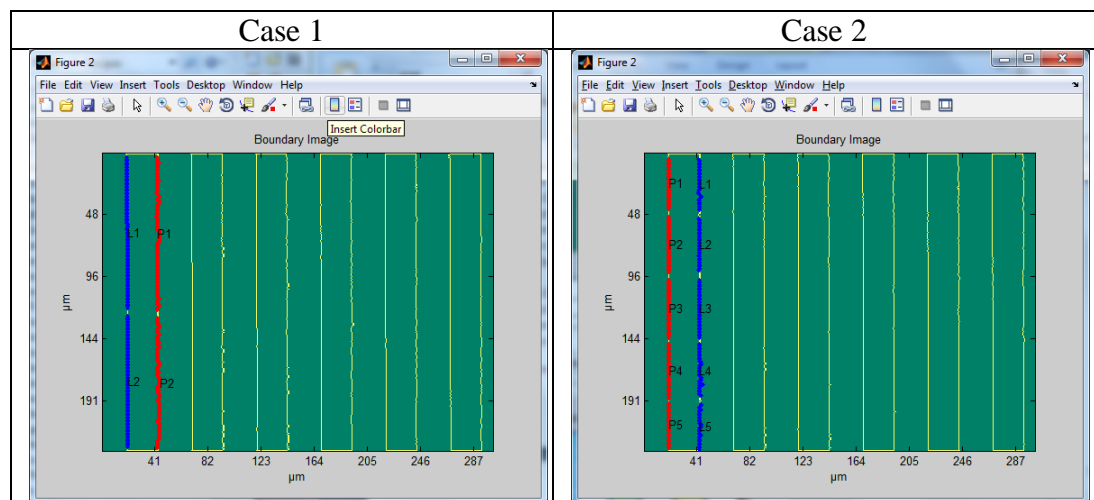 Case 1
Case 2
Figure 2
File Edit View Insert Tools Desktop Window Help
Insert Colorbar
Boundary Image
48
96
144
191
µm
L1
P1
L2
P2
41 82 123 164 205 246 287
µm
Figure 2
File Edit View Insert Tools Desktop Window Help
Boundary Image
48
96
144
191
µm
P1 L1
P2 L2
P3 L3
P4 L4
P5 L5
41 82 123 164 205 246 287
µm